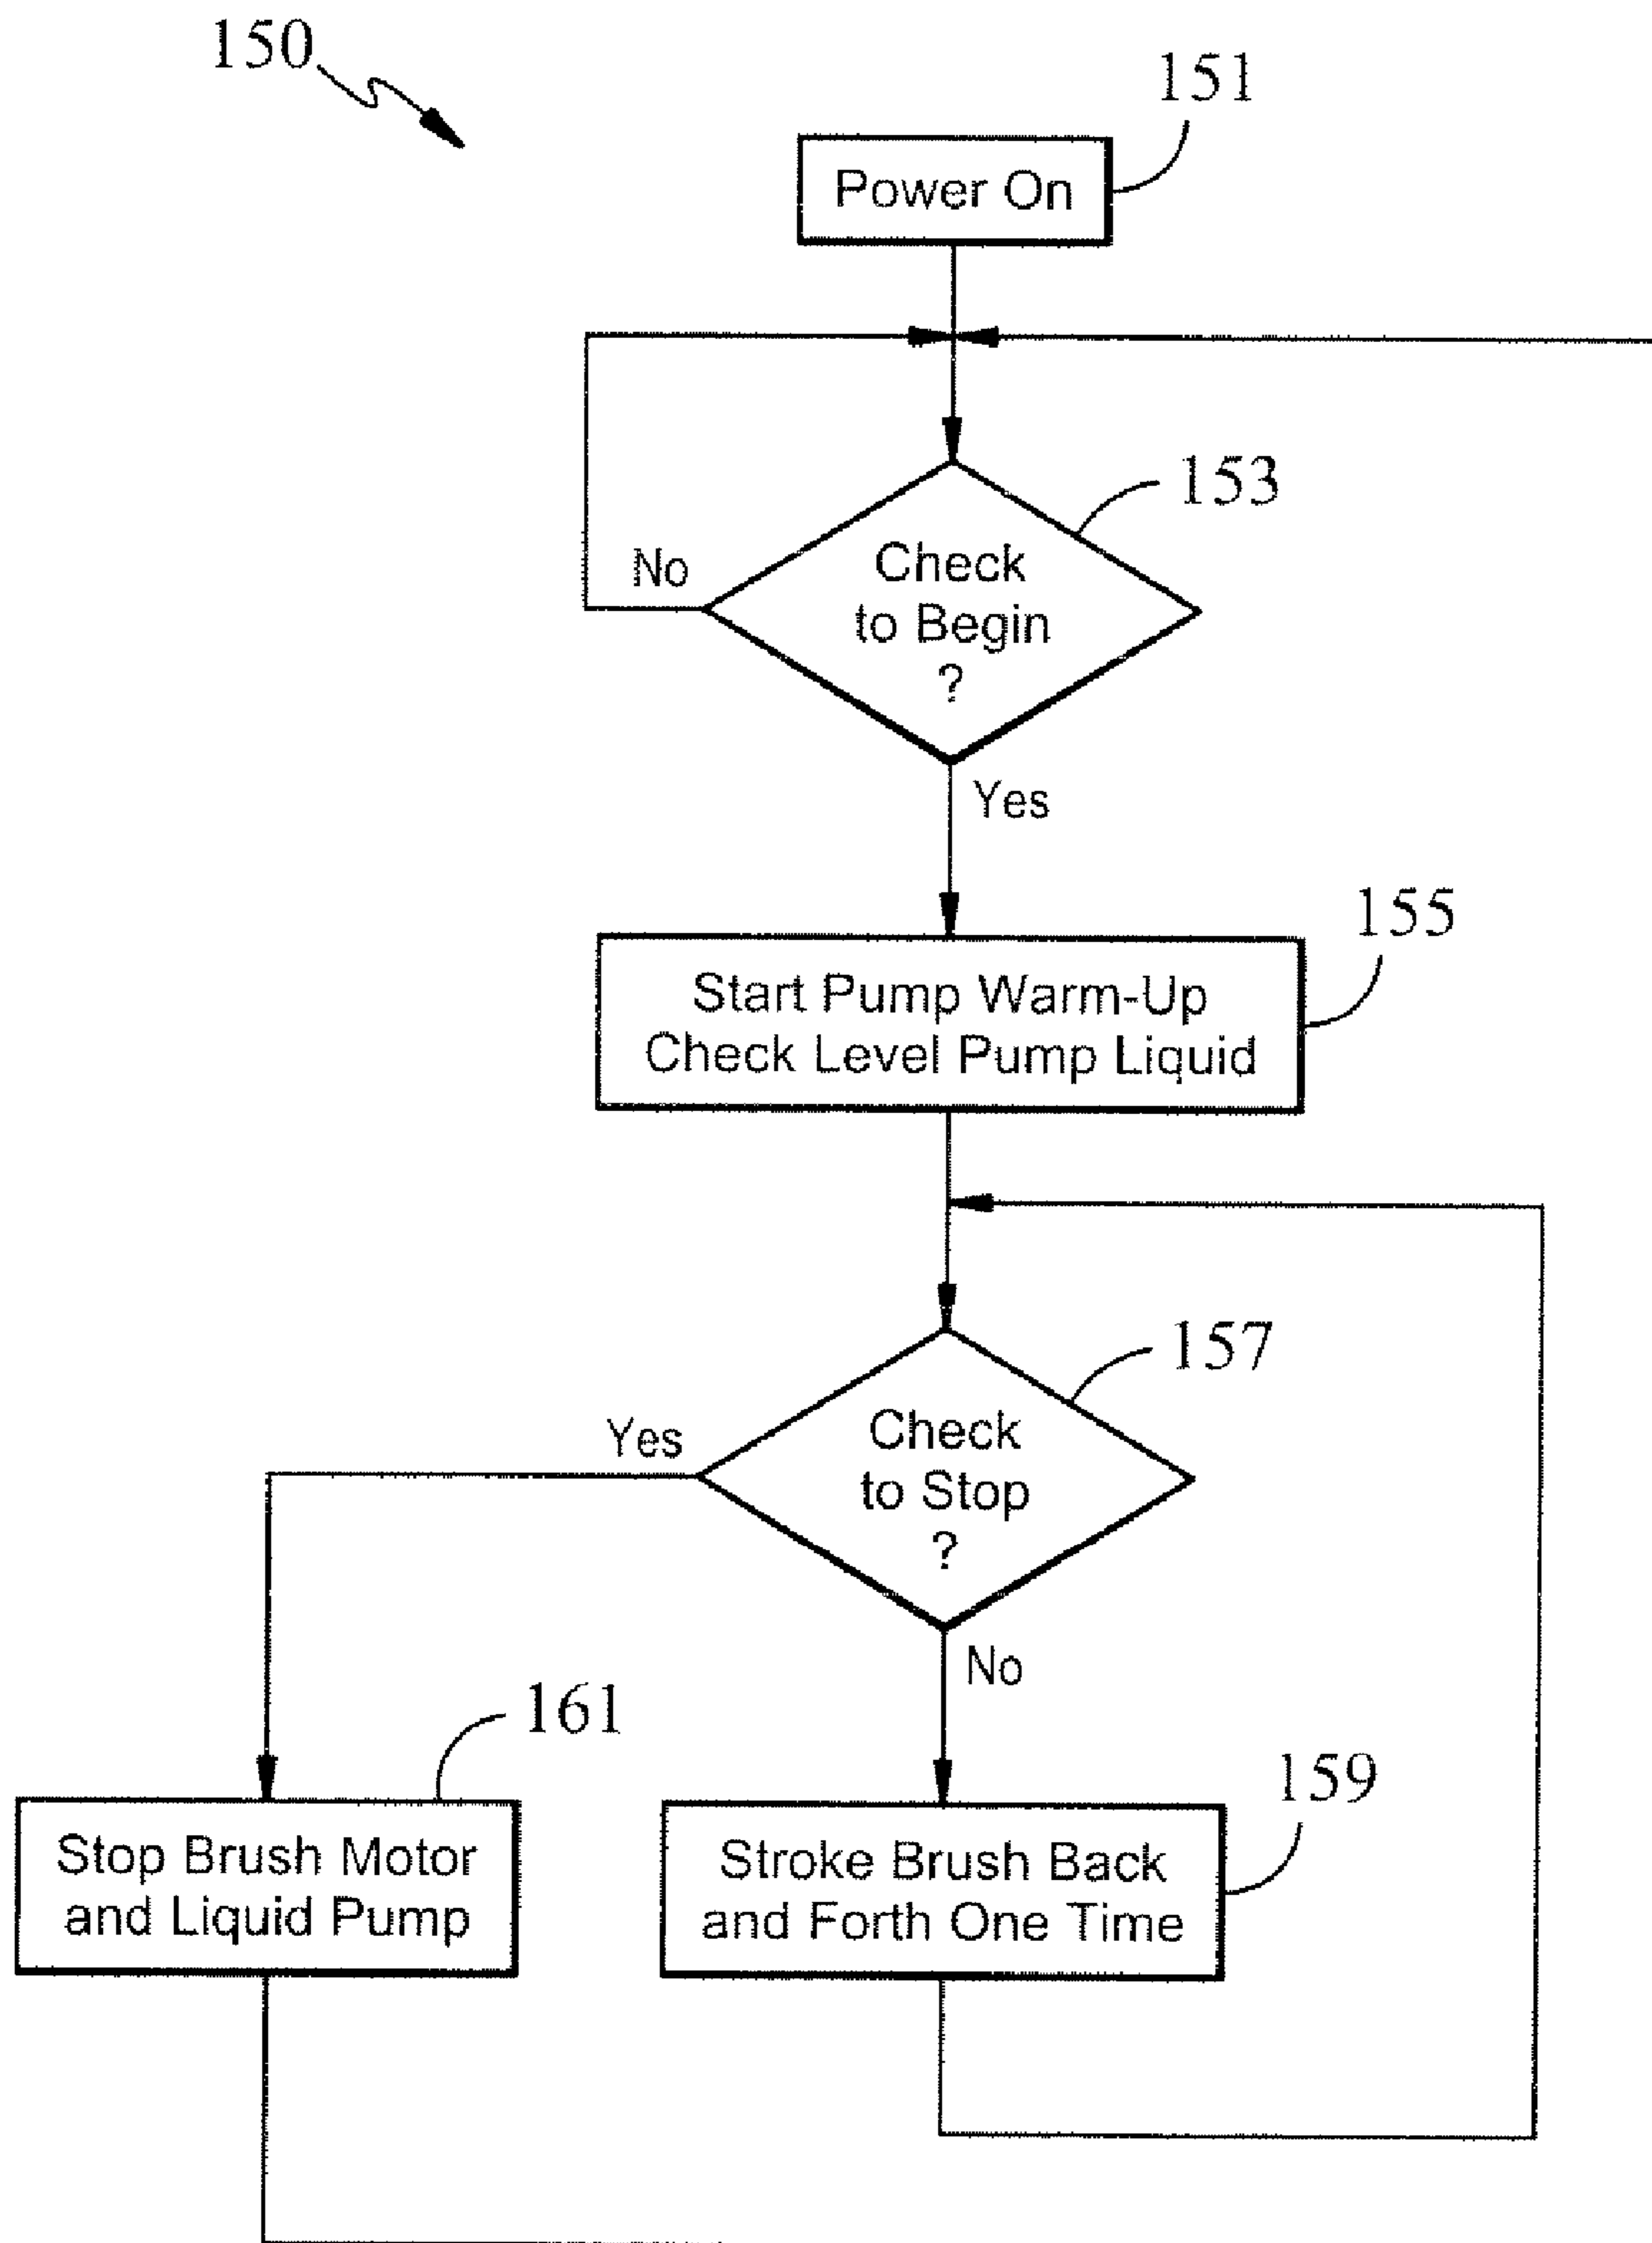 150
151
Power On
153
No
Check
to Begin
?
Yes
155
Start Pump Warm-Up
Check Level Pump Liquid
157
Yes
Check
to Stop
?
No
161
159
Stop Brush Motor
and Liquid Pump
Stroke Brush Back
and Forth One Time